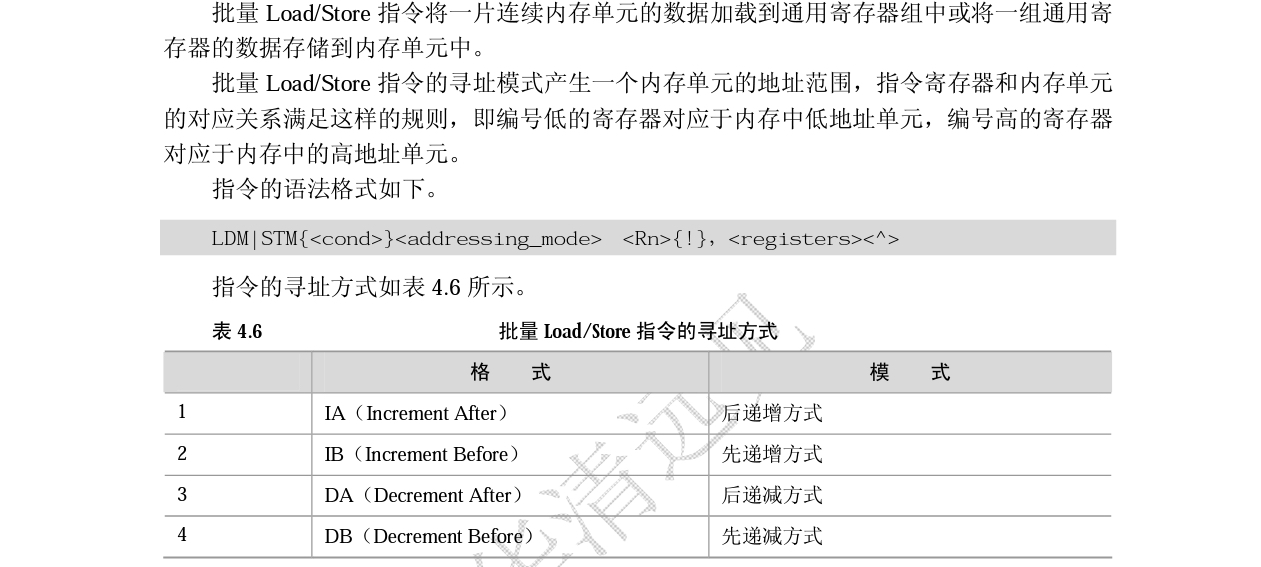 批量 Load/Store 指令将一片连续内存单元的数据加载到通用寄存器组中或将一组通用寄
存器的数据存储到内存单元中。
批量 Load/Store 指令的寻址模式产生一个内存单元的地址范围，指令寄存器和内存单元
的对应关系满足这样的规则，即编号低的寄存器对应于内存中低地址单元，编号高的寄存器
对应于内存中的高地址单元。
指令的语法格式如下。
LDM|STM{<cond>}<addressing_mode> <Rn>{!}, <registers><^>
指令的寻址方式如表 4.6 所示。
表 4.6 批量 Load/Store 指令的寻址方式
格 式 模 式
1 IA（Increment After） 后递增方式
2 IB（Increment Before） 先递增方式
3 DA（Decrement After） 后递减方式
4 DB（Decrement Before） 先递减方式
华清远见